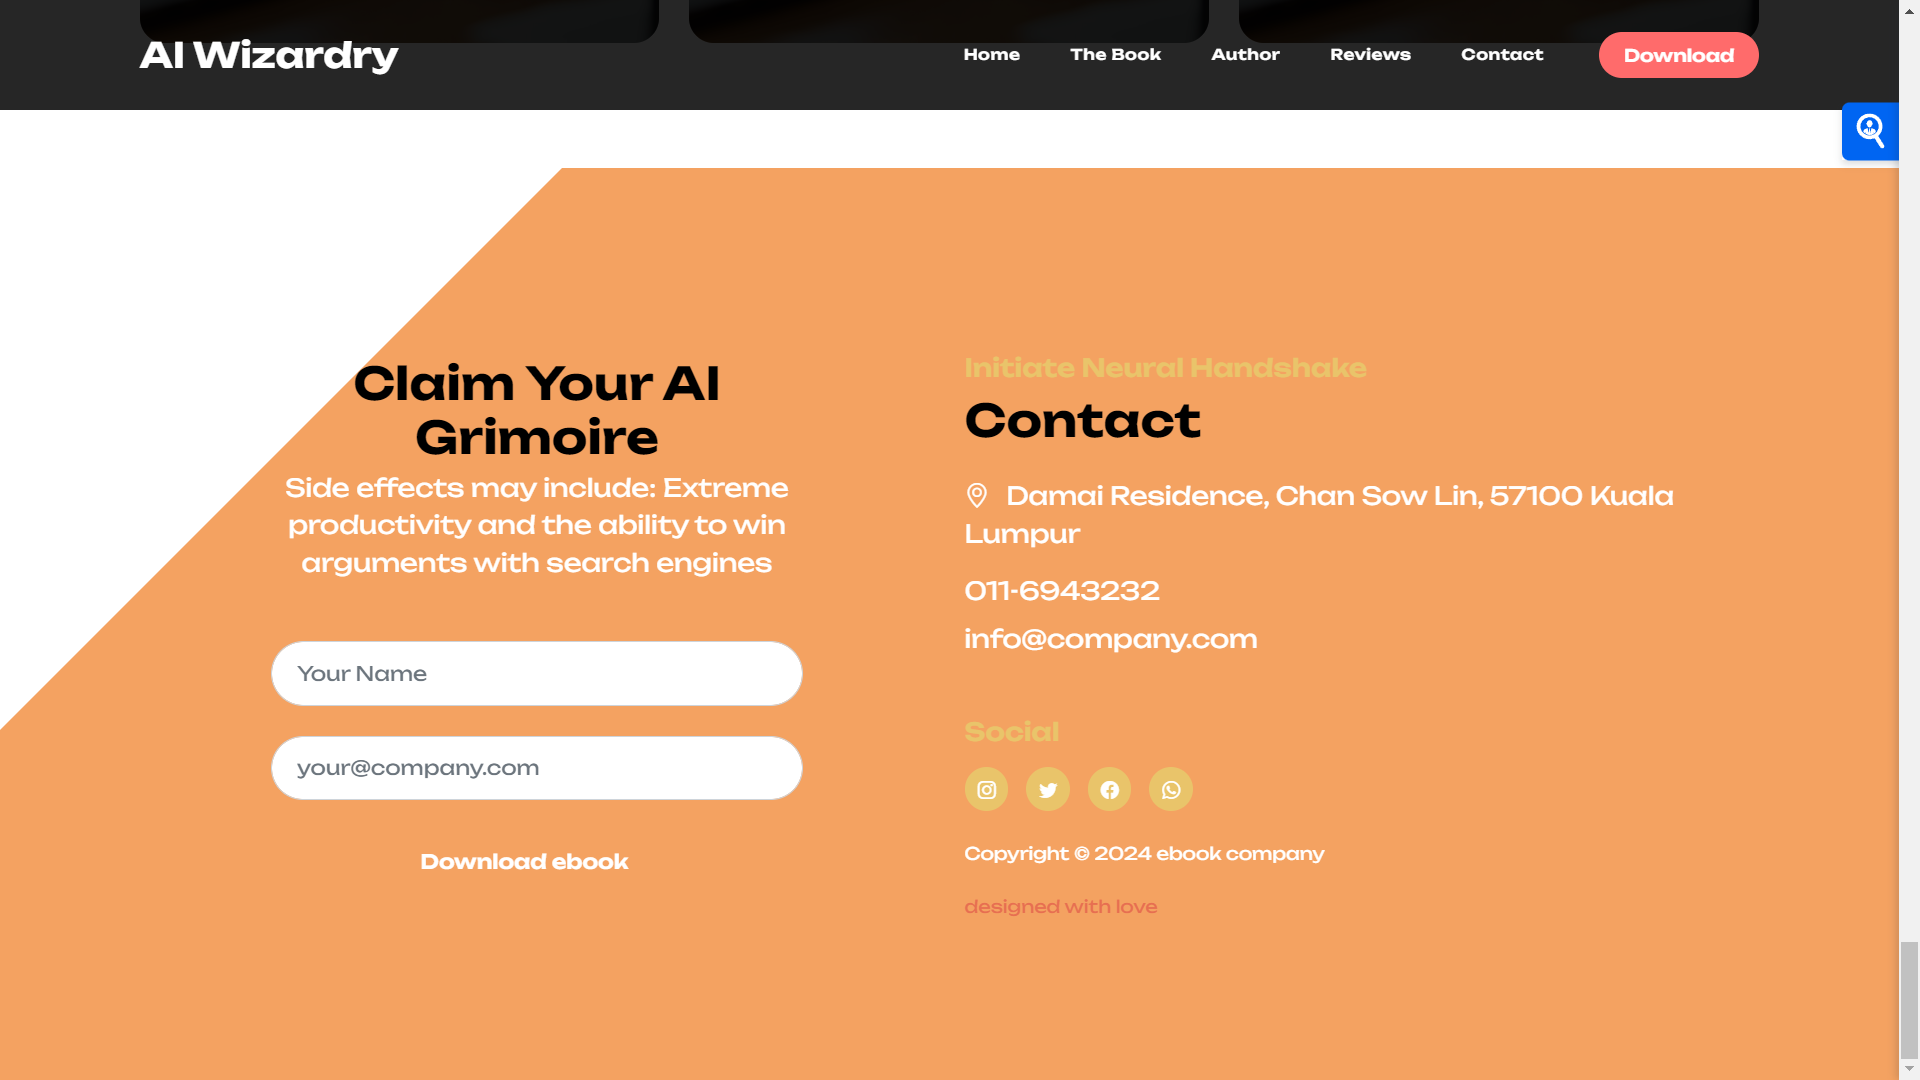 AI Wizardry
Home
The Book
Author
Reviews
Contact
Download
Claim Your AI
Grimoire
Side effects may include: Extreme
productivity and the ability to win
arguments with search engines
Your Name
your@company.com
Download ebook
Initiate Neural Handshake
Contact
Damai Residence, Chan Sow Lin, 57100 Kuala
Lumpur
011-6943232
info@company.com
Social
Copyright © 2024 ebook company
designed with love